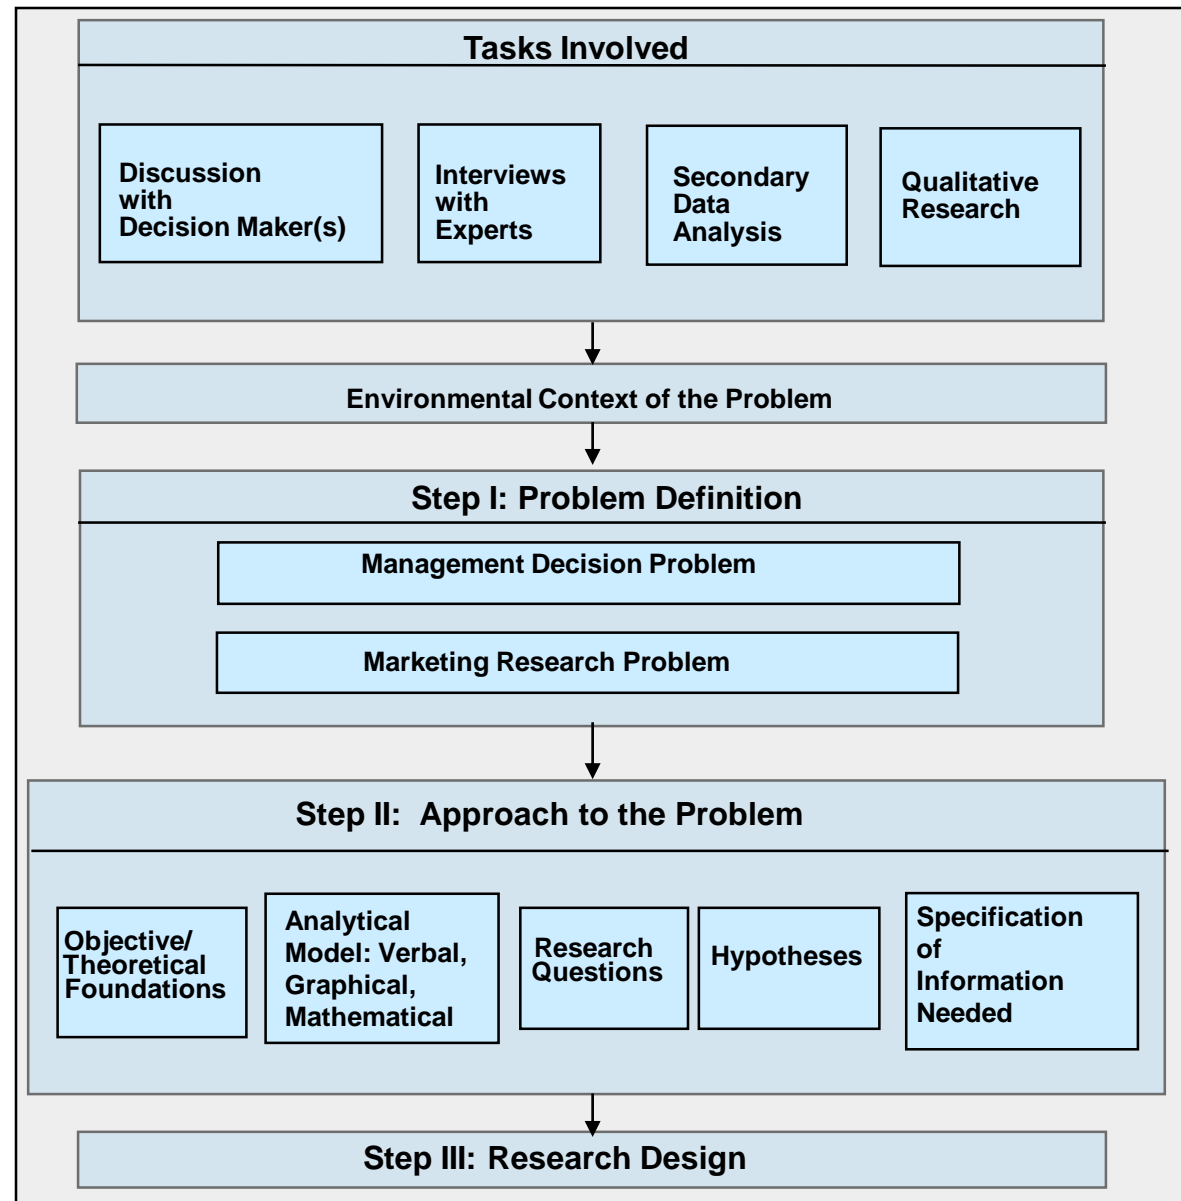 Tasks Involved
Discussion
with
Decision Maker(s)
Interviews
with
Experts
Secondary
Data
Analysis
Qualitative
Research
Environmental Context of the Problem
Step I: Problem Definition
Management Decision Problem
Marketing Research Problem
Step II: Approach to the Problem
Objective/
Theoretical
Foundations
Analytical
Model: Verbal,
Graphical,
Mathematical
Research
Questions
Hypotheses
Specification
of
Information
Needed
Step III: Research Design